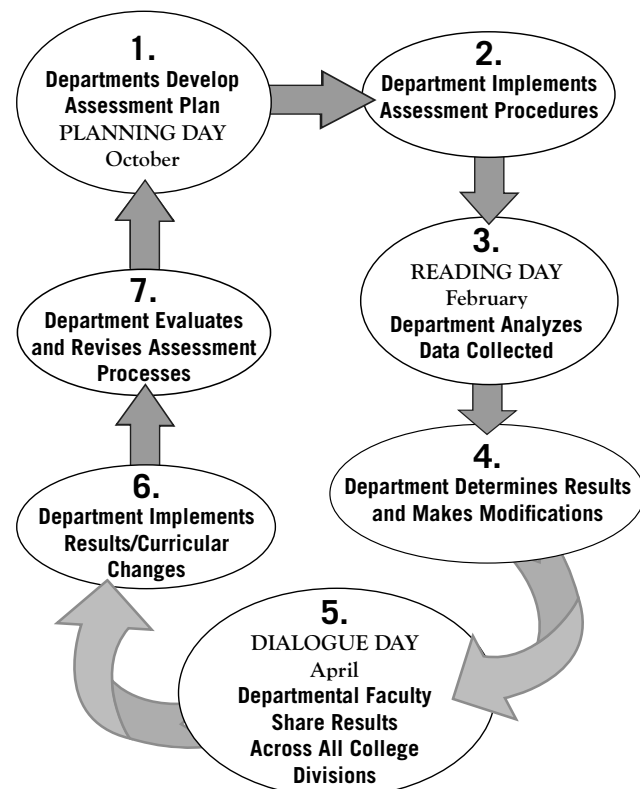 1.
Departments Develop
Assessment Plan
PLANNING DAY
October
2.
Department Implements
Assessment Procedures
3.
READING DAY
February
Department Analyzes
Data Collected
4.
Department Determines Results
and Makes Modifications
5.
DIALOGUE DAY
April
Departmental Faculty
Share Results
Across All College
Divisions
6.
Department Implements
Results/Curricular
Changes
7.
Department Evaluates
and Revises Assessment
Processes